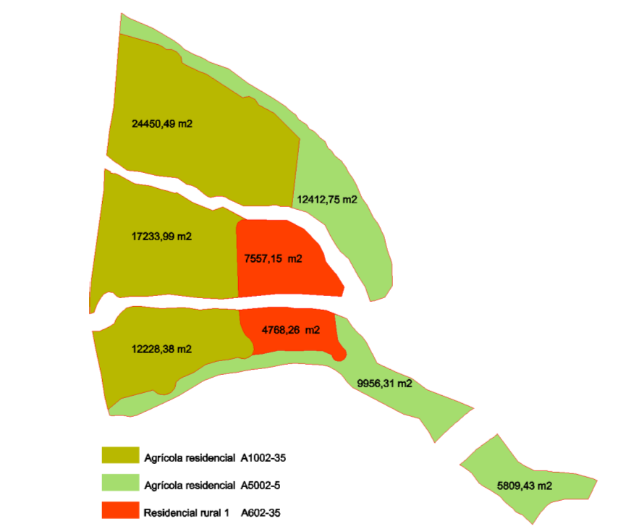 24450,49 m2
12412,75 m2
17233,99 m2
7557,15 m2
4768,26 m2
12228,38 m2
9956,31 m2
5809,43 m2
Agrícola residencial A1002-35
Agrícola residencial A5002-5
Residencial rural 1 A602-35